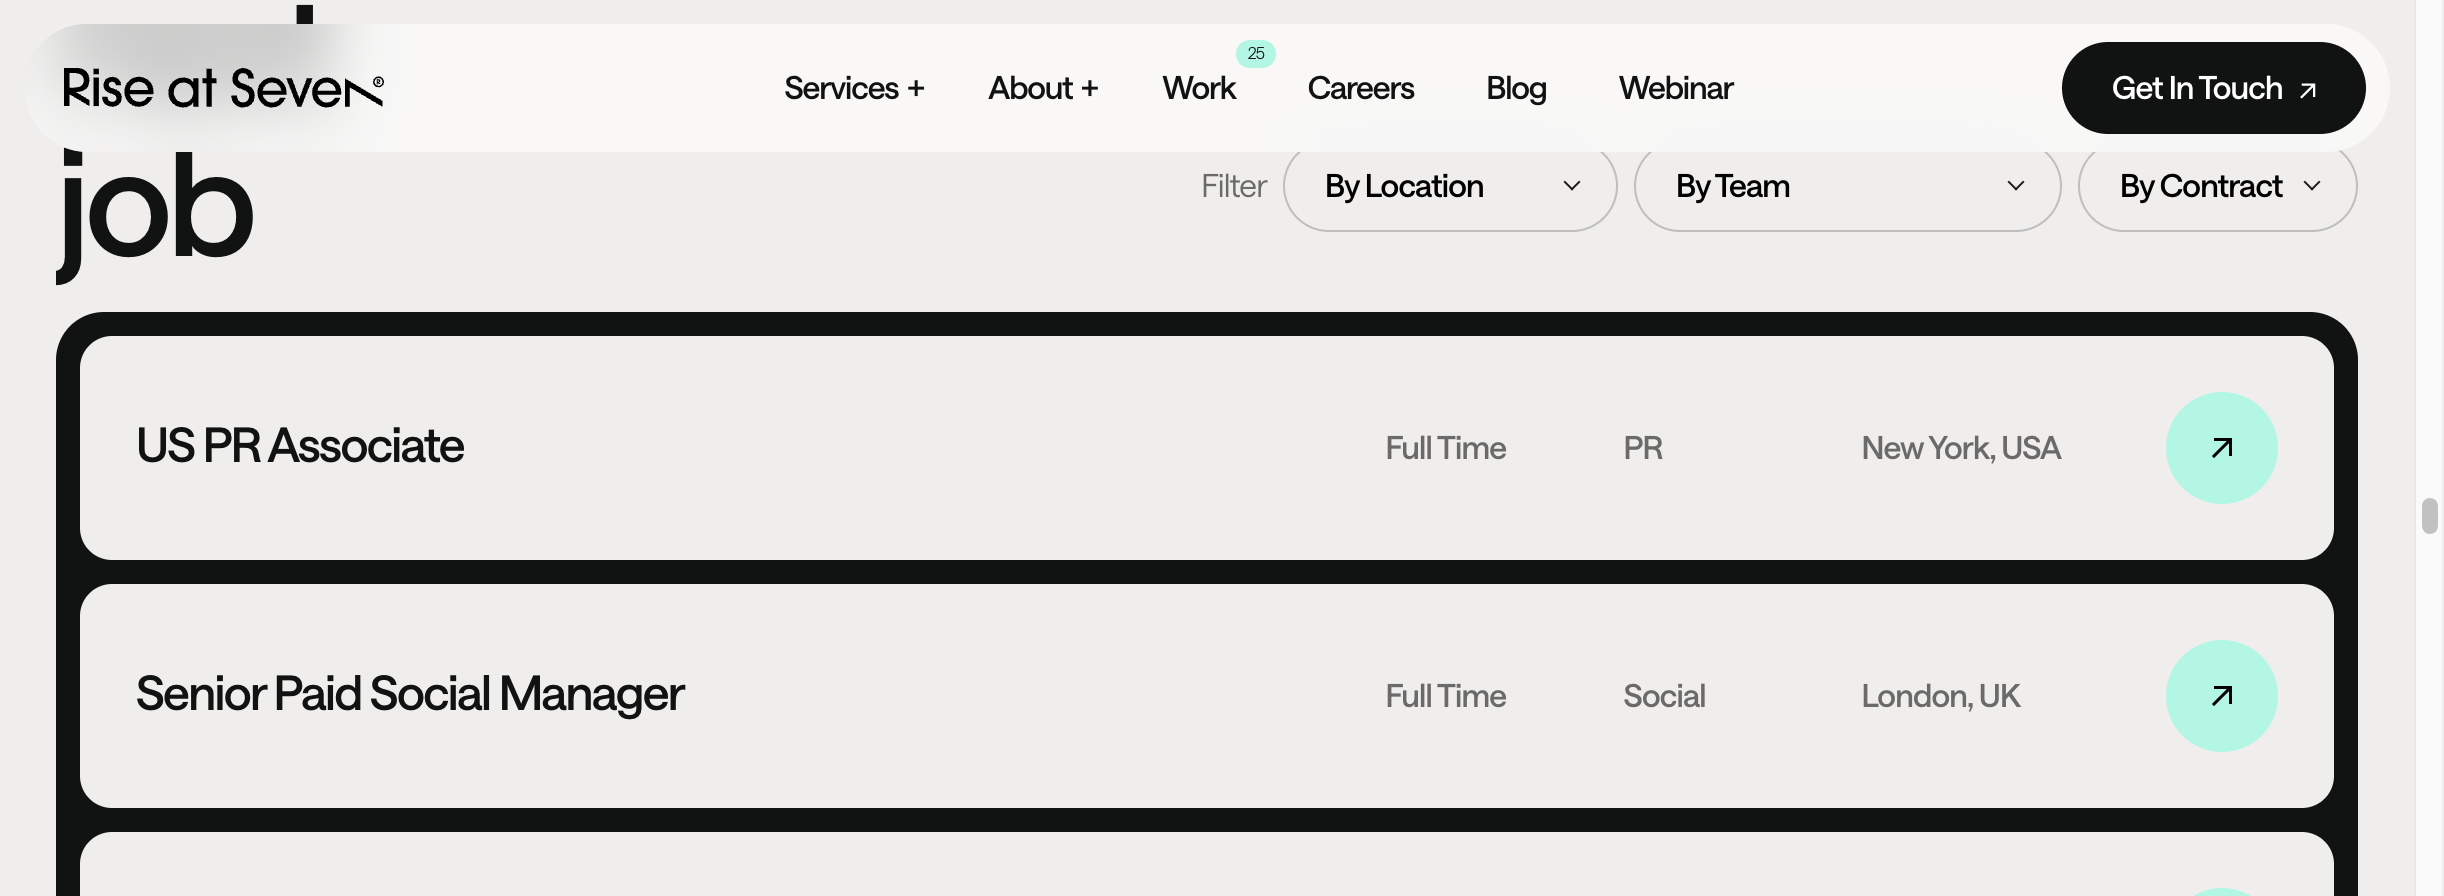 Rise at Seven®
Services +
About +
Work
25
Careers
Blog
Webinar
Get In Touch
job
Filter
By Location
By Team
By Contract
US PR Associate
Full Time
PR
New York, USA
Senior Paid Social Manager
Full Time
Social
London, UK